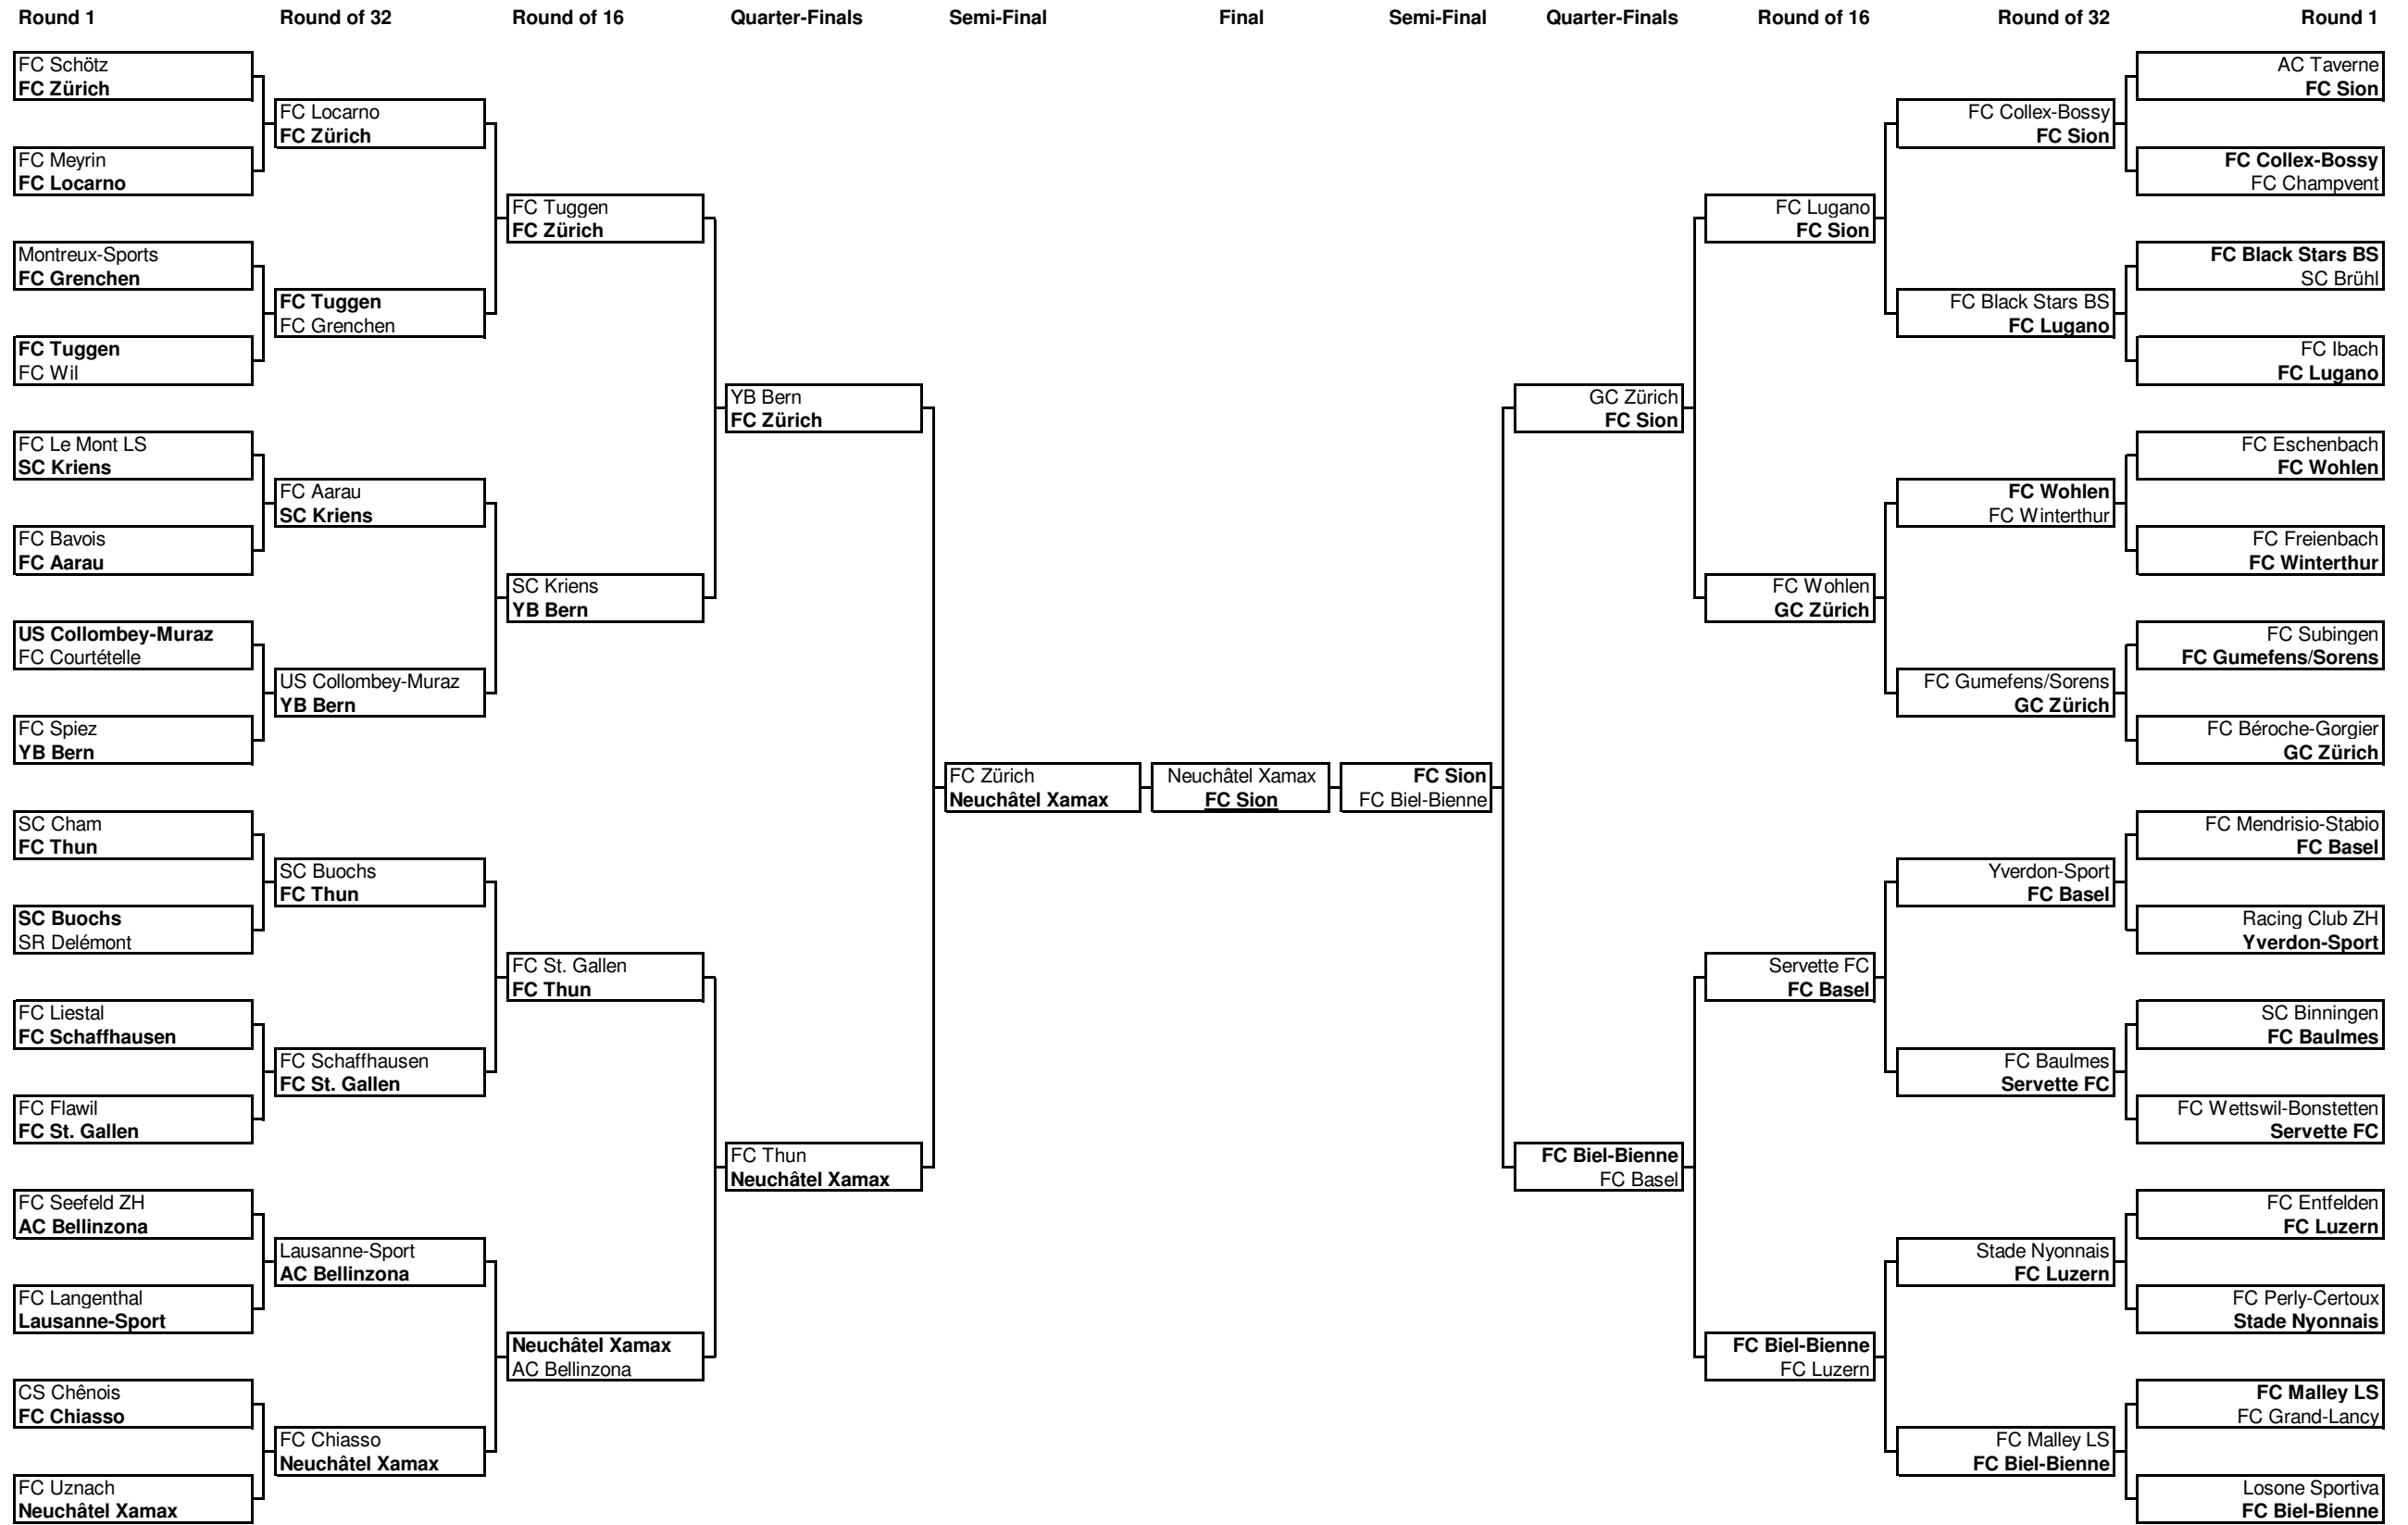 Round 1
Round of 32
Round of 16
Quarter-Finals
Semi-Final
Final
Semi-Final
Quarter-Finals
Round of 16
Round of 32
Round 1
FC Schötz
FC Zürich
FC Meyrin
FC Locarno
Montreux-Sports
FC Grenchen
FC Tuggen
FC Wil
FC Le Mont LS
SC Kriens
FC Bavois
FC Aarau
US Collombey-Muraz
FC Courtételle
FC Spiez
YB Bern
SC Cham
FC Thun
SC Buochs
SR Delémont
FC Liestal
FC Schaffhausen
FC Flawil
FC St. Gallen
FC Seefeld ZH
AC Bellinzona
FC Langenthal
Lausanne-Sport
CS Chênois
FC Chiasso
FC Uznach
Neuchâtel Xamax
FC Locarno
FC Zürich
FC Tuggen
FC Grenchen
FC Aarau
SC Kriens
US Collombey-Muraz
YB Bern
SC Buochs
FC Thun
FC Schaffhausen
FC St. Gallen
Lausanne-Sport
AC Bellinzona
FC Chiasso
Neuchâtel Xamax
FC Tuggen
FC Zürich
SC Kriens
YB Bern
FC St. Gallen
FC Thun
Neuchâtel Xamax
AC Bellinzona
YB Bern
FC Zürich
FC Thun
Neuchâtel Xamax
FC Zürich
Neuchâtel Xamax
Neuchâtel Xamax
FC Sion
FC Sion
FC Biel-Bienne
GC Zürich
FC Sion
FC Biel-Bienne
FC Basel
FC Lugano
FC Sion
FC Wohlen
GC Zürich
Servette FC
FC Basel
FC Biel-Bienne
FC Luzern
FC Collex-Bossy
FC Sion
FC Black Stars BS
FC Lugano
FC Wohlen
FC Winterthur
FC Gumefens/Sorens
GC Zürich
Yverdon-Sport
FC Basel
FC Baulmes
Servette FC
Stade Nyonnais
FC Luzern
FC Malley LS
FC Biel-Bienne
AC Taverne
FC Sion
FC Collex-Bossy
FC Champvent
FC Black Stars BS
SC Brühl
FC Ibach
FC Lugano
FC Eschenbach
FC Wohlen
FC Freienbach
FC Winterthur
FC Subingen
FC Gumefens/Sorens
FC Béroche-Gorgier
GC Zürich
FC Mendrisio-Stabio
FC Basel
Racing Club ZH
Yverdon-Sport
SC Binningen
FC Baulmes
FC Wettswil-Bonstetten
Servette FC
FC Entfelden
FC Luzern
FC Perly-Certoux
Stade Nyonnais
FC Malley LS
FC Grand-Lancy
Losone Sportiva
FC Biel-Bienne